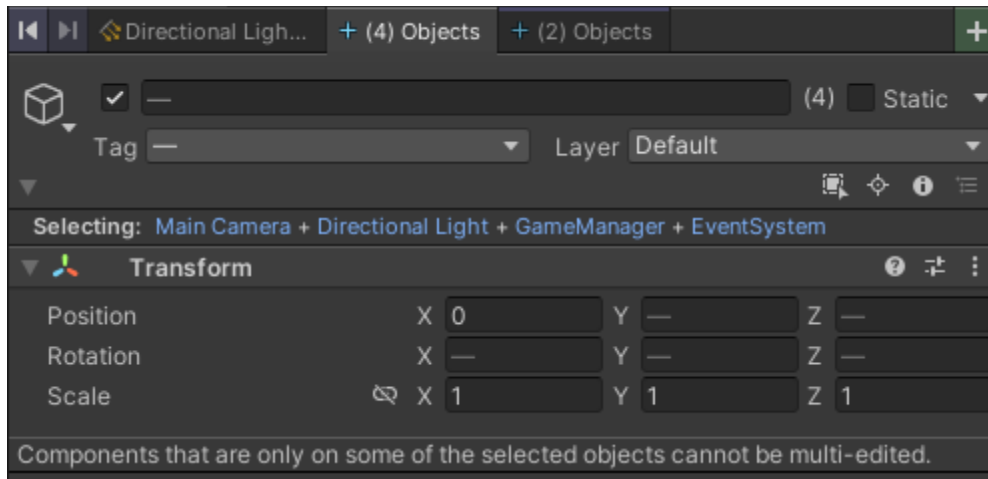 Directional Ligh... + (4) Objects + (2) Objects +
— (4) Static
Tag — Layer Default
Selecting: Main Camera + Directional Light + GameManager + EventSystem
Transform
Position X 0 Y — Z —
Rotation X — Y — Z —
Scale X 1 Y 1 Z 1
Components that are only on some of the selected objects cannot be multi-edited.